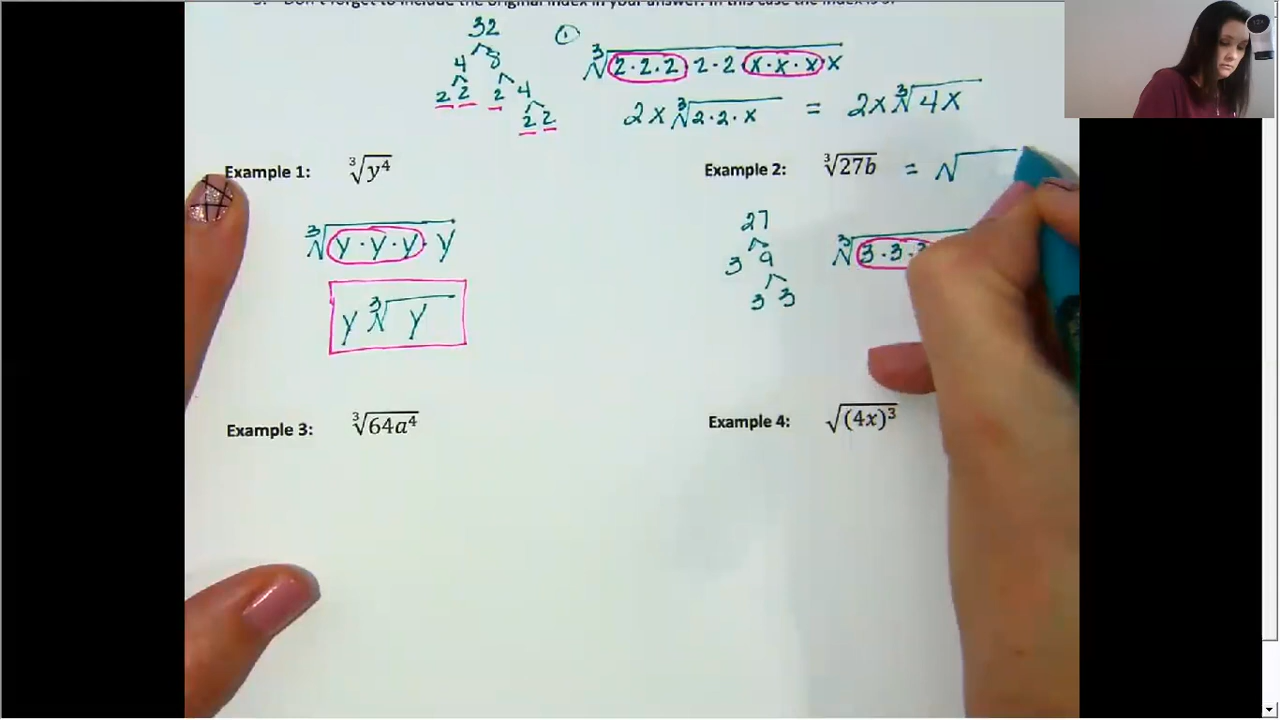 32
4 8
2 2 2 4
2 2
① ∛(2·2·2 2·2 x·x·x x)
2x ∛(2·2·x) = 2x ∛(4x)
Example 1: ∛(y⁴)
∛(y·y·y·y)
y ∛(y)
Example 2: ∛(27b) = √
27
3 9
3 3
∛(3·3·
Example 3: ∛(64a⁴)
Example 4: √((4x)³)